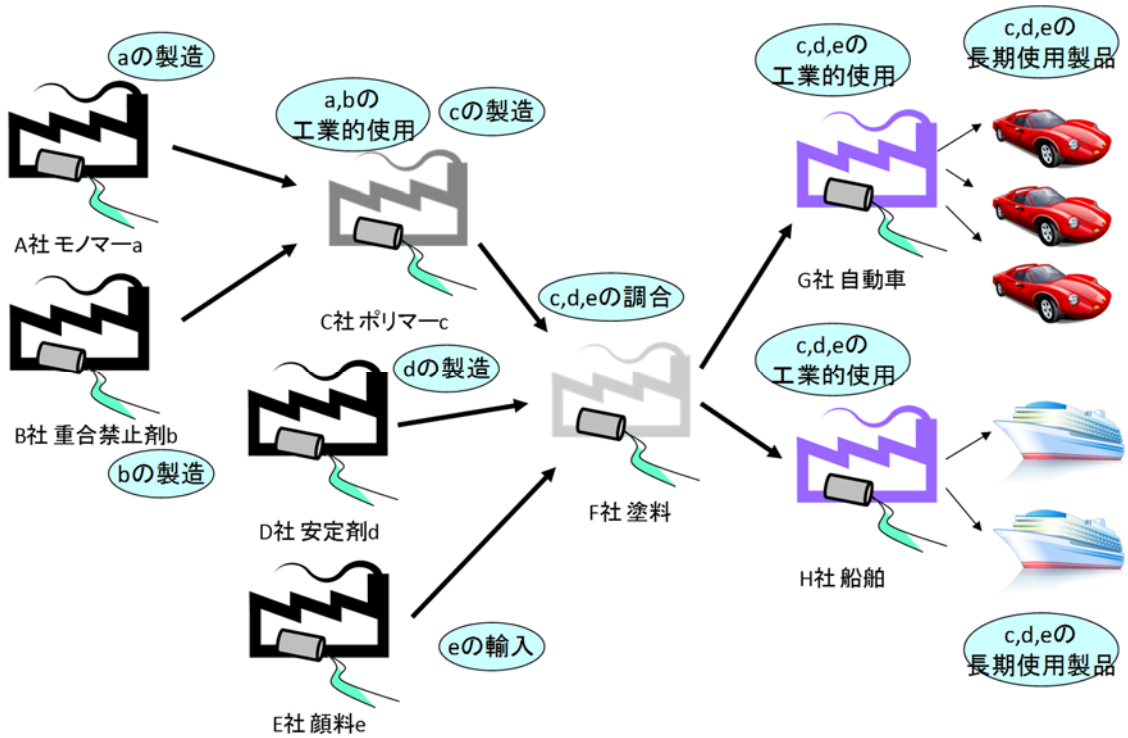 aの製造
A社 モノマーa
B社 重合禁止剤b
bの製造
a,bの
工業的使用
cの製造
C社 ポリマーc
dの製造
D社 安定剤d
E社 顔料e
eの輸入
c,d,eの調合
F社 塗料
c,d,eの
工業的使用
G社 自動車
c,d,eの
長期使用製品
c,d,eの
工業的使用
H社 船舶
c,d,eの
長期使用製品